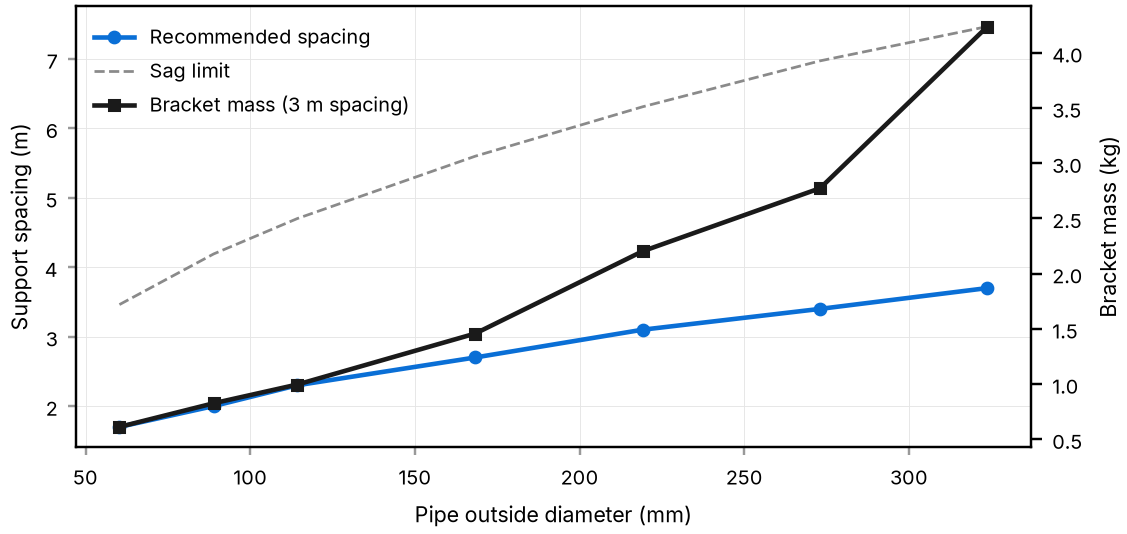 Recommended spacing
Sag limit
Bracket mass (3 m spacing)
Support spacing (m)
7
6
5
4
3
2
Bracket mass (kg)
4.0
3.5
3.0
2.5
2.0
1.5
1.0
0.5
50 100 150 200 250 300
Pipe outside diameter (mm)